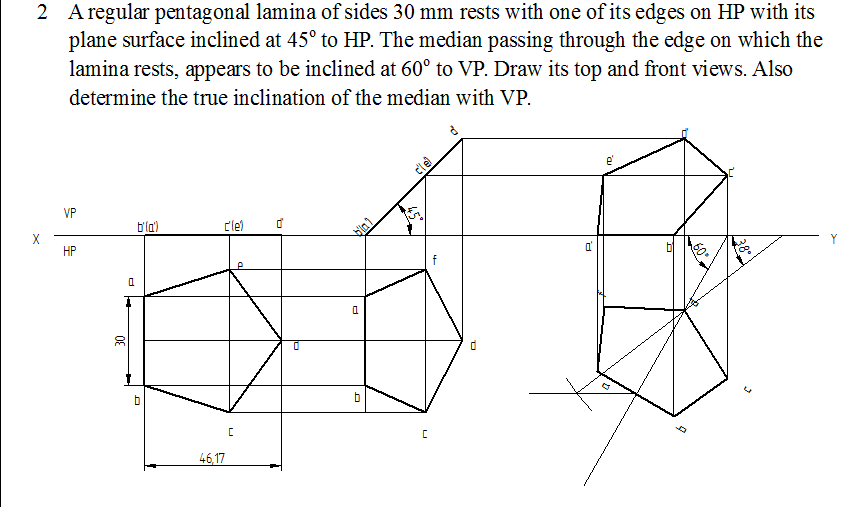 2 A regular pentagonal lamina of sides 30 mm rests with one of its edges on HP with its
plane surface inclined at 45° to HP. The median passing through the edge on which the
lamina rests, appears to be inclined at 60° to VP. Draw its top and front views. Also
determine the true inclination of the median with VP.
d
c'(e)
e'
d'
c'
45°
VP
b'(a')
c'(e)
d'
b'(a')
X
Y
HP
a'
b'
60°
38°
e
f
a
a
30
d
d
a
b
b
c
c
c
b
46,17